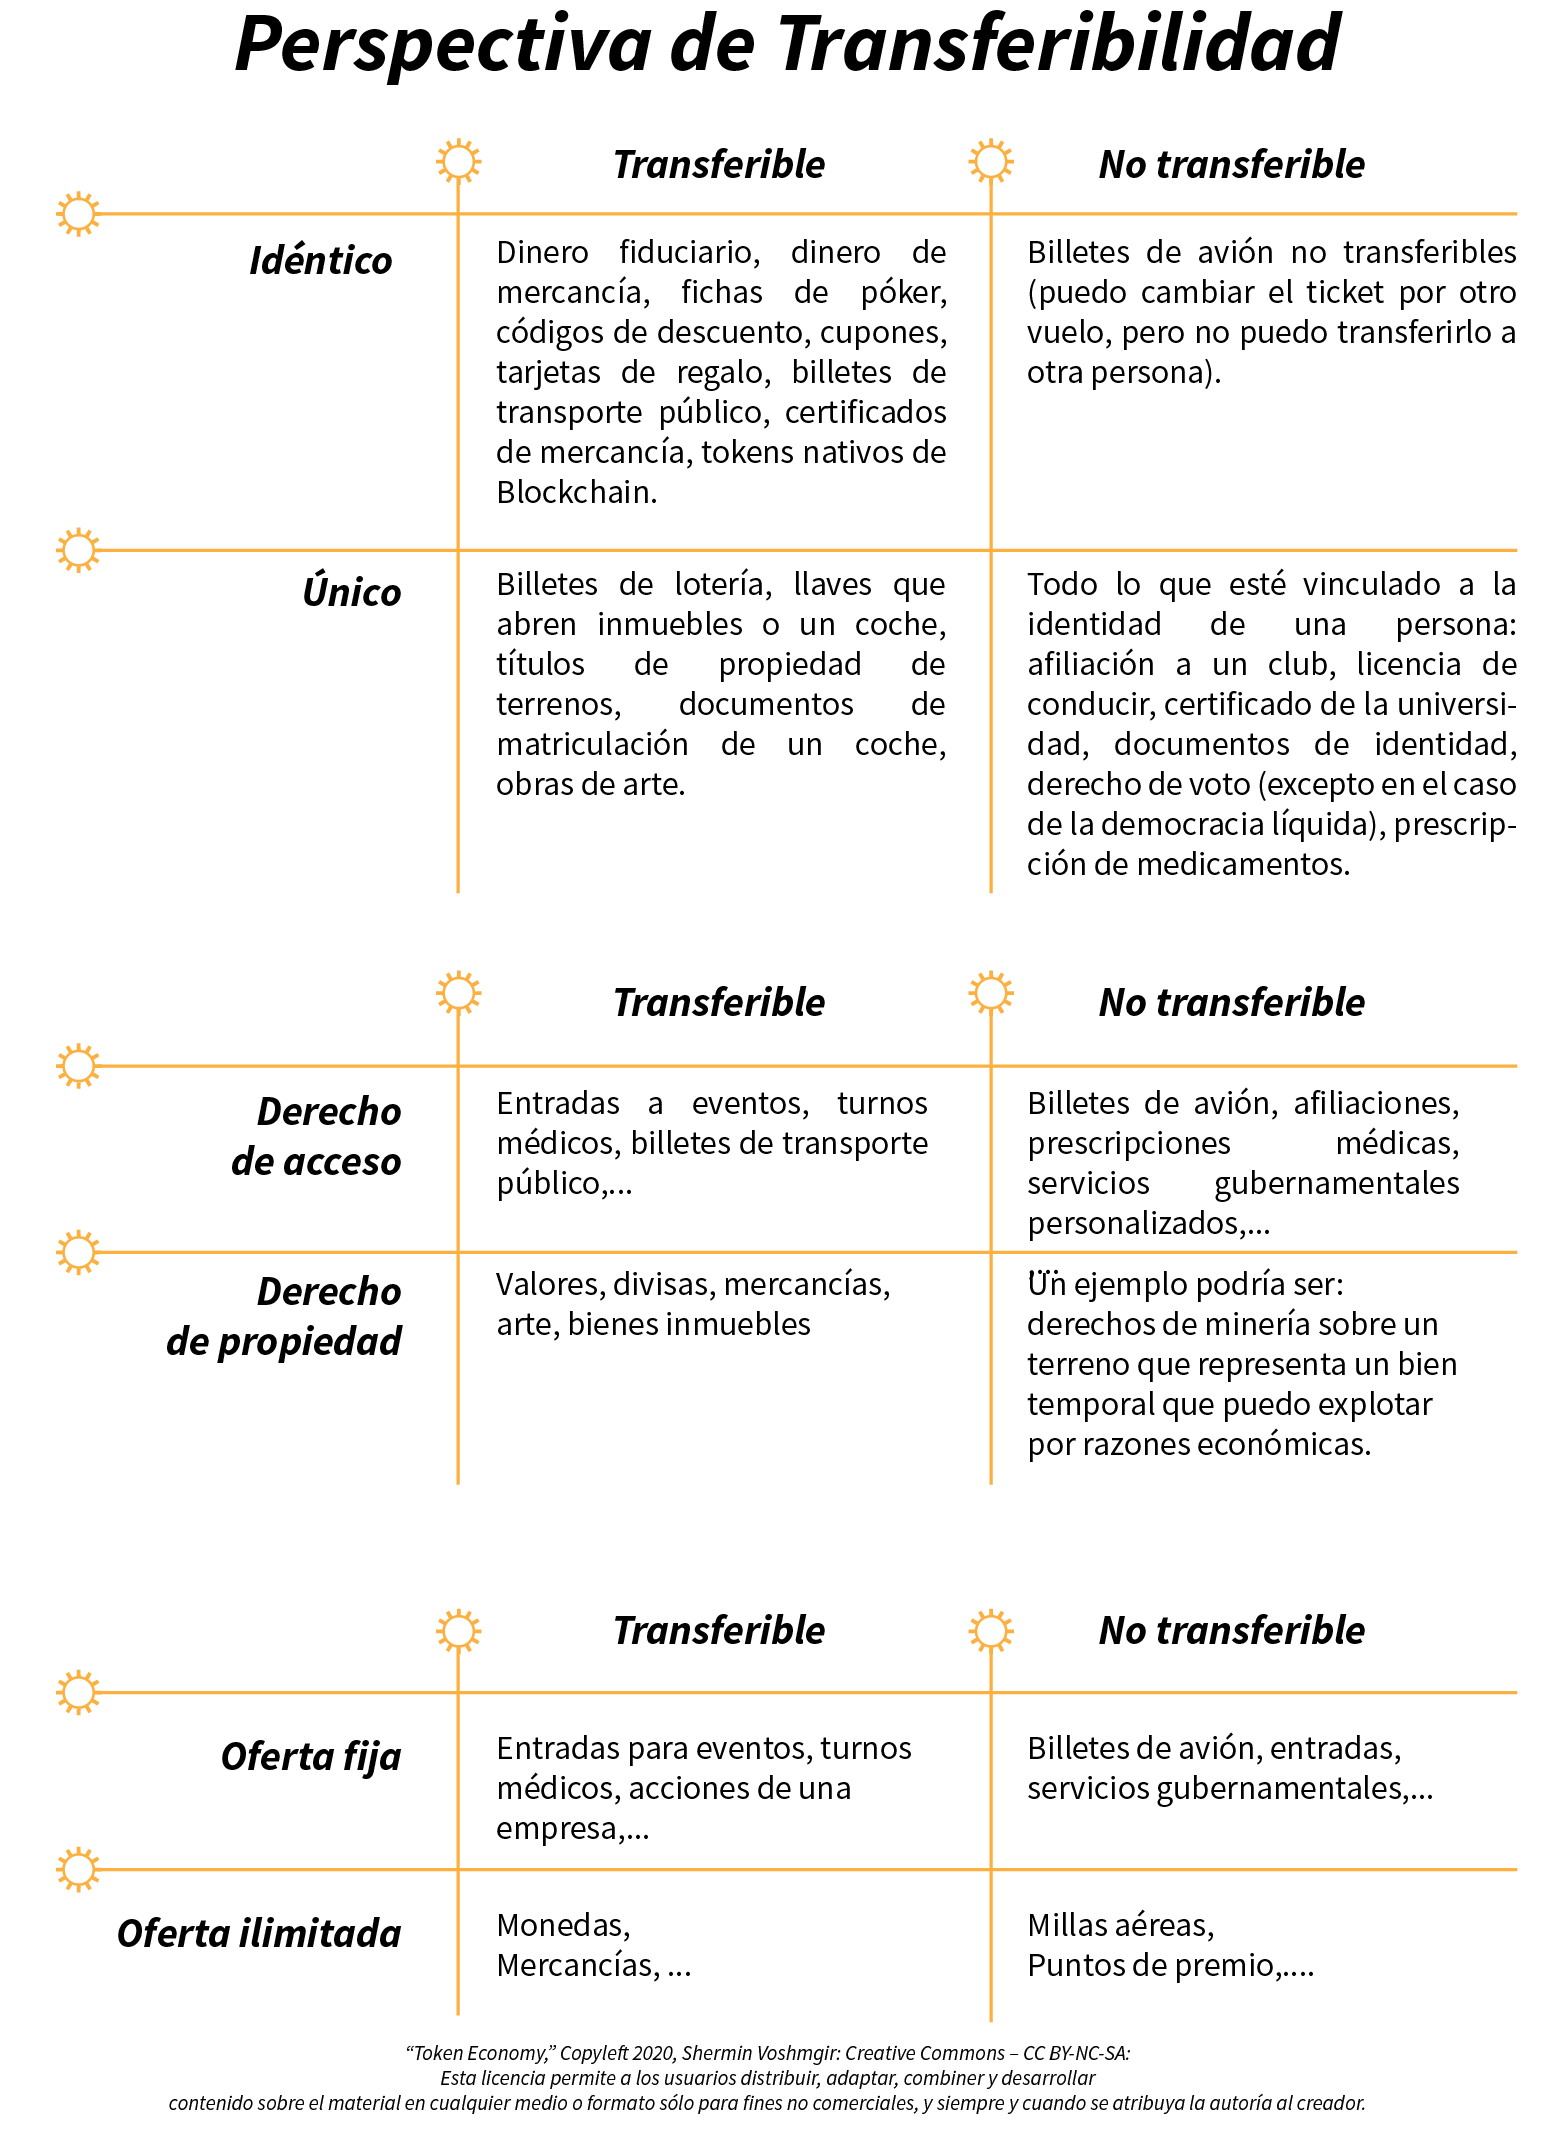 Perspectiva de Transferibilidad
Transferible
No transferible
Idéntico
Dinero fiduciario, dinero de
mercancía, fichas de póker,
códigos de descuento, cupones,
tarjetas de regalo, billetes de
transporte público, certificados
de mercancía, tokens nativos de
Blockchain.
Billetes de avión no transferibles
(puedo cambiar el ticket por otro
vuelo, pero no puedo transferirlo a
otra persona).
Único
Billetes de lotería, llaves que
abren inmuebles o un coche,
títulos de propiedad de
terrenos, documentos de
matriculación de un coche,
obras de arte.
Todo lo que esté vinculado a la
identidad de una persona:
afiliación a un club, licencia de
conducir, certificado de la universi-
dad, documentos de identidad,
derecho de voto (excepto en el caso
de la democracia líquida), prescrip-
ción de medicamentos.
Transferible
No transferible
Derecho
de acceso
Entradas a eventos, turnos
médicos, billetes de transporte
público,...
Billetes de avión, afiliaciones,
prescripciones médicas,
servicios gubernamentales
personalizados,...
Derecho
de propiedad
Valores, divisas, mercancías,
arte, bienes inmuebles
,...
Un ejemplo podría ser:
derechos de minería sobre un
terreno que representa un bien
temporal que puedo explotar
por razones económicas.
Transferible
No transferible
Oferta fija
Entradas para eventos, turnos
médicos, acciones de una
empresa,...
Billetes de avión, entradas,
servicios gubernamentales,...
Oferta ilimitada
Monedas,
Mercancías, ...
Millas aéreas,
Puntos de premio,....
“Token Economy,” Copyleft 2020, Shermin Voshmgir: Creative Commons – CC BY-NC-SA:
Esta licencia permite a los usuarios distribuir, adaptar, combiner y desarrollar
contenido sobre el material en cualquier medio o formato sólo para fines no comerciales, y siempre y cuando se atribuya la autoría al creador.